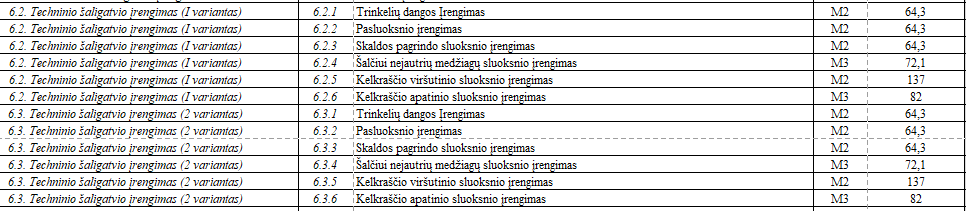 6.2. Techninio šaligatvio įrengimas (I variantas) 6.2.1 Trinkelių dangos Įrengimas M2 64,3
6.2. Techninio šaligatvio įrengimas (I variantas) 6.2.2 Pasluoksnio įrengimas M2 64,3
6.2. Techninio šaligatvio įrengimas (I variantas) 6.2.3 Skaldos pagrindo sluoksnio įrengimas M2 64,3
6.2. Techninio šaligatvio įrengimas (I variantas) 6.2.4 Šalčiui nejautrių medžiagų sluoksnio įrengimas M3 72,1
6.2. Techninio šaligatvio įrengimas (I variantas) 6.2.5 Kelkraščio viršutinio sluoksnio įrengimas M2 137
6.2. Techninio šaligatvio įrengimas (I variantas) 6.2.6 Kelkraščio apatinio sluoksnio įrengimas M3 82
6.3. Techninio šaligatvio įrengimas (2 variantas) 6.3.1 Trinkelių dangos Įrengimas M2 64,3
6.3. Techninio šaligatvio įrengimas (2 variantas) 6.3.2 Pasluoksnio įrengimas M2 64,3
6.3. Techninio šaligatvio įrengimas (2 variantas) 6.3.3 Skaldos pagrindo sluoksnio įrengimas M2 64,3
6.3. Techninio šaligatvio įrengimas (2 variantas) 6.3.4 Šalčiui nejautrių medžiagų sluoksnio įrengimas M3 72,1
6.3. Techninio šaligatvio įrengimas (2 variantas) 6.3.5 Kelkraščio viršutinio sluoksnio įrengimas M2 137
6.3. Techninio šaligatvio įrengimas (2 variantas) 6.3.6 Kelkraščio apatinio sluoksnio įrengimas M3 82